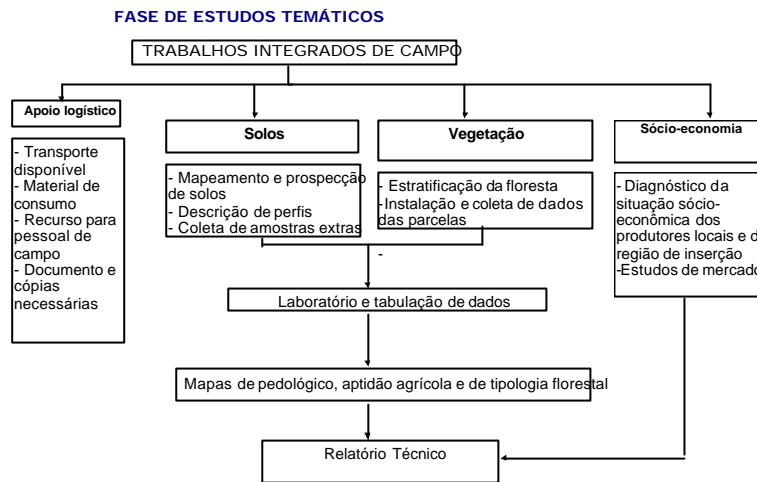 FASE DE ESTUDOS TEMÁTICOS
TRABALHOS INTEGRADOS DE CAMPO
Apoio logístico
- Transporte
disponível
- Material de
consumo
- Recurso para
pessoal de
campo
- Documento e
cópias
necessárias
Solos
- Mapeamento e prospecção
de solos
- Descrição de perfis
- Coleta de amostras extras
Vegetação
- Estratificação da floresta
-Instalação e coleta de dados
das parcelas
-
Sócio-economia
- Diagnóstico da
situação sócio-
econômica dos
produtores locais e d
região de inserção
-Estudos de mercado
Laboratório e tabulação de dados
Mapas de pedológico, aptidão agrícola e de tipologia florestal
Relatório Técnico